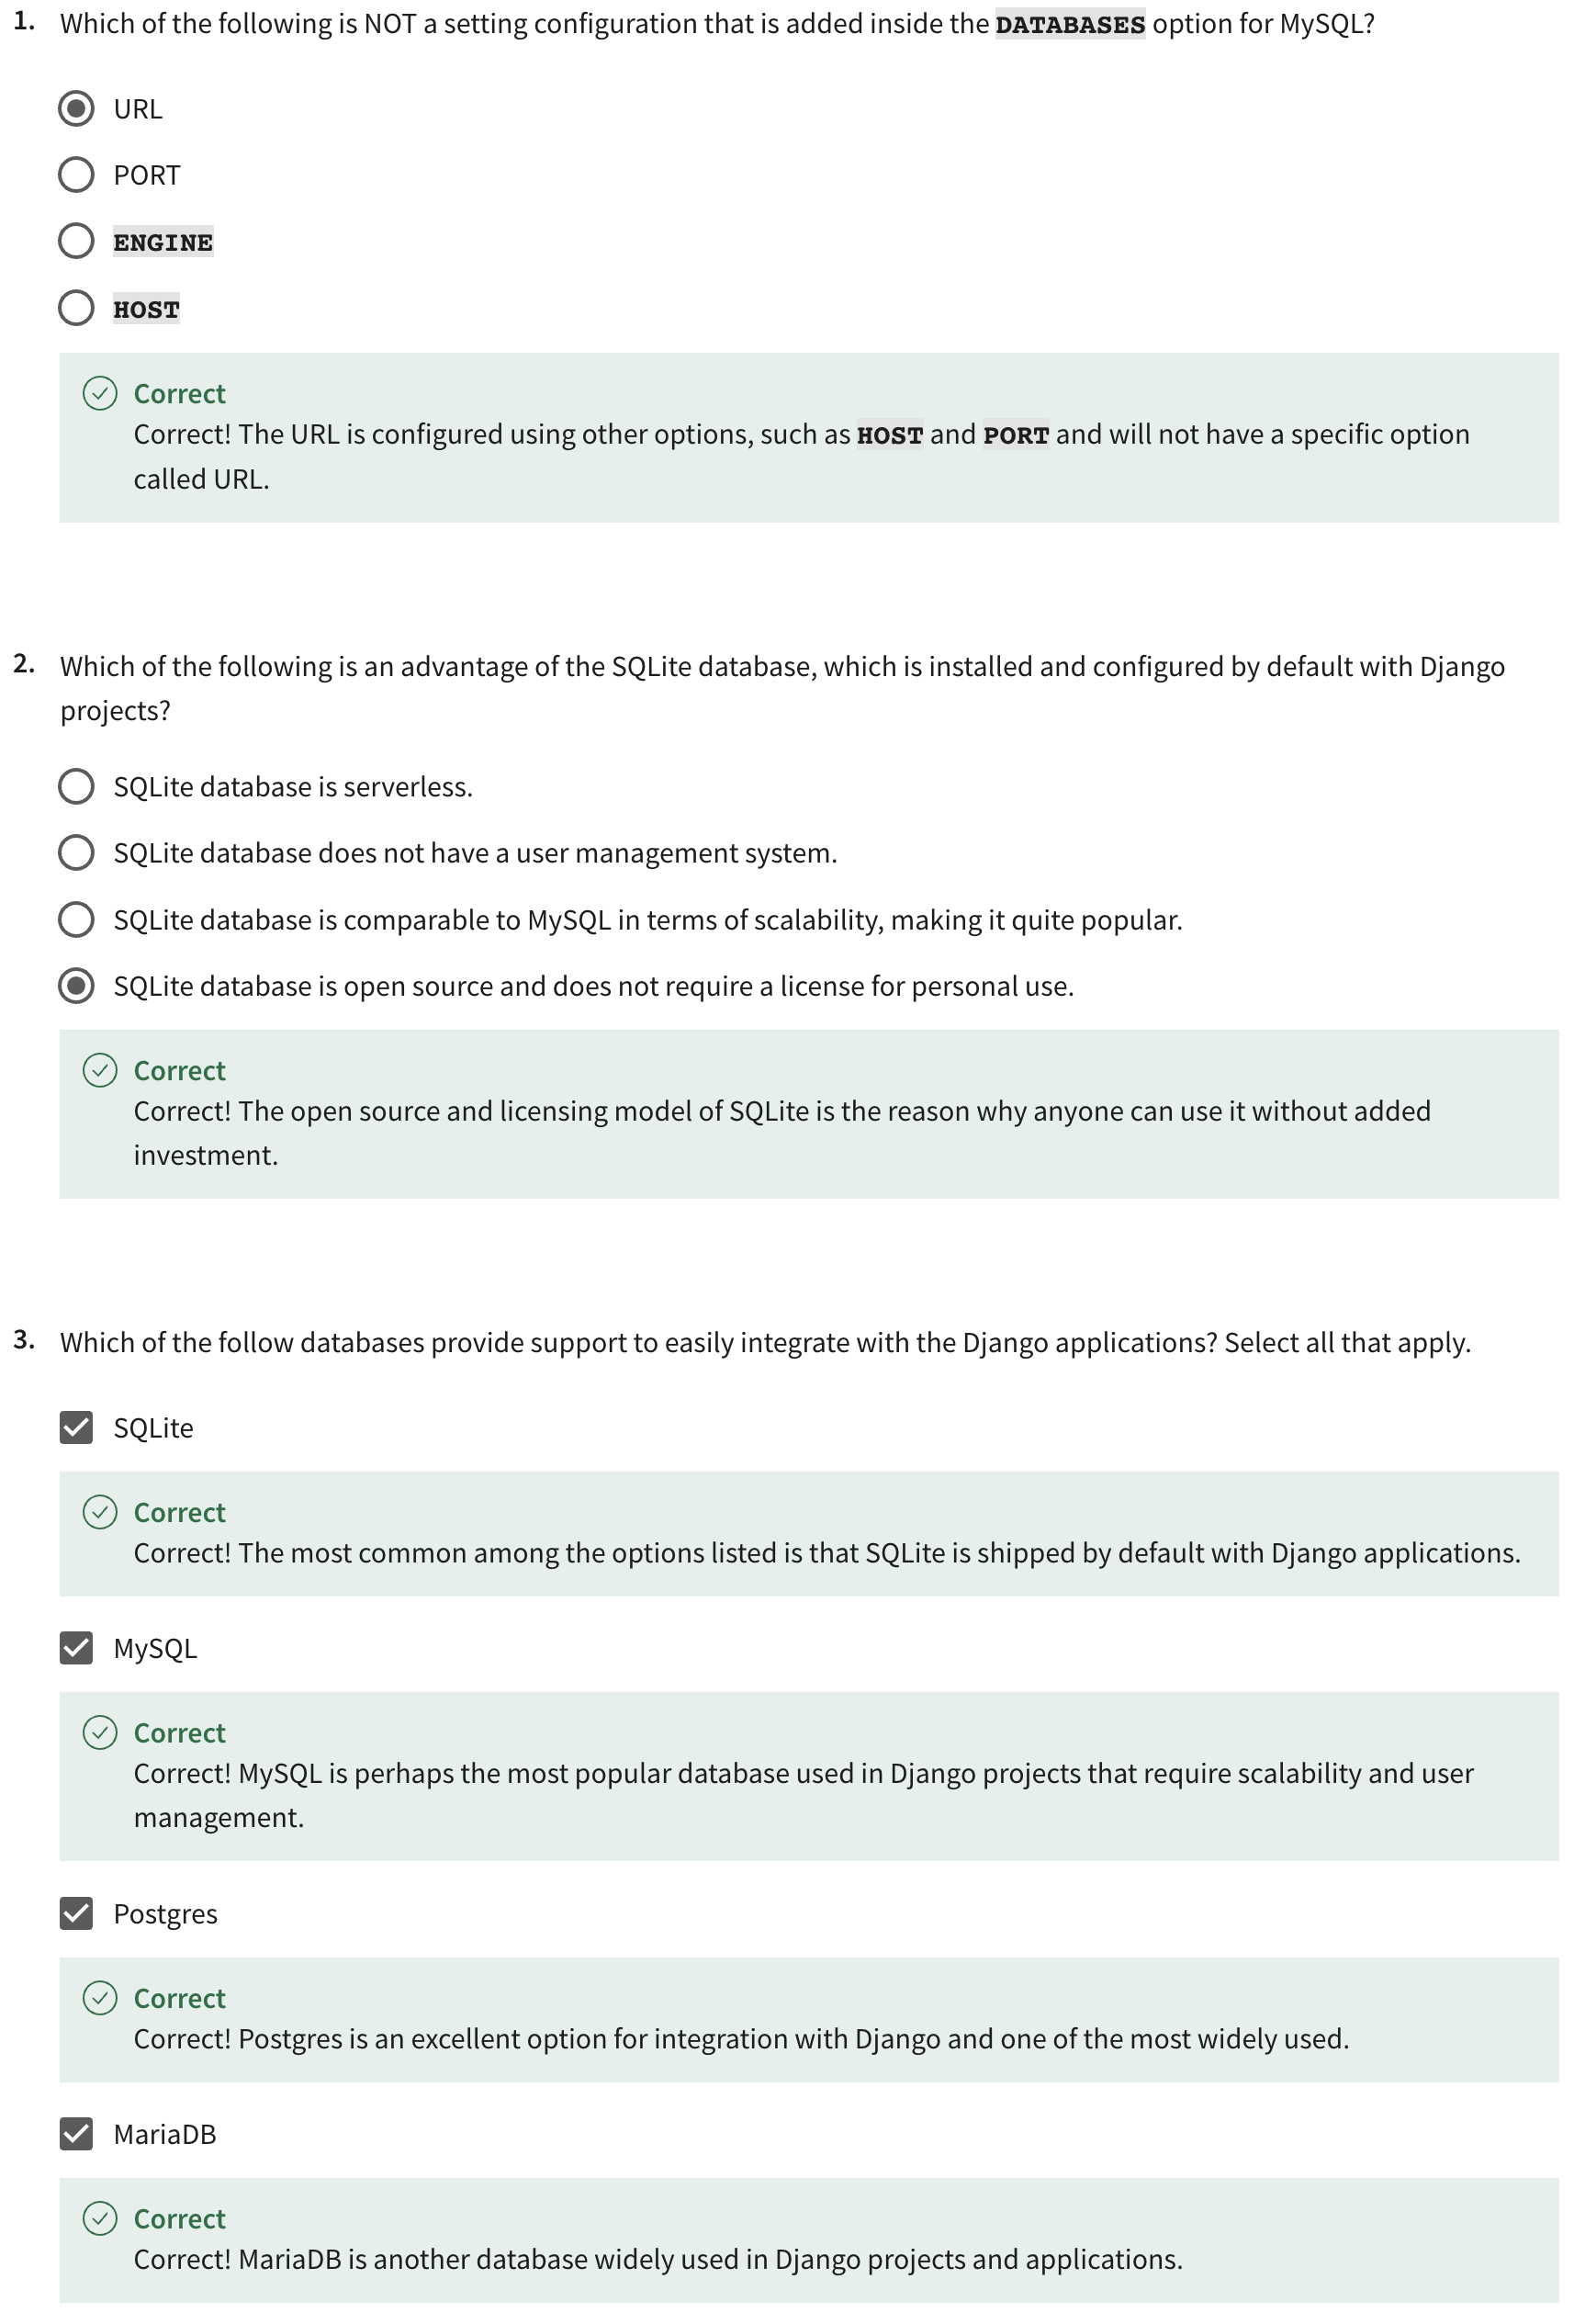 1. Which of the following is NOT a setting configuration that is added inside the DATABASES option for MySQL?
URL
PORT
ENGINE
HOST
Correct
Correct! The URL is configured using other options, such as HOST and PORT and will not have a specific option
called URL.
2. Which of the following is an advantage of the SQLite database, which is installed and configured by default with Django
projects?
SQLite database is serverless.
SQLite database does not have a user management system.
SQLite database is comparable to MySQL in terms of scalability, making it quite popular.
SQLite database is open source and does not require a license for personal use.
Correct
Correct! The open source and licensing model of SQLite is the reason why anyone can use it without added
investment.
3. Which of the follow databases provide support to easily integrate with the Django applications? Select all that apply.
SQLite
Correct
Correct! The most common among the options listed is that SQLite is shipped by default with Django applications.
MySQL
Correct
Correct! MySQL is perhaps the most popular database used in Django projects that require scalability and user
management.
Postgres
Correct
Correct! Postgres is an excellent option for integration with Django and one of the most widely used.
MariaDB
Correct
Correct! MariaDB is another database widely used in Django projects and applications.